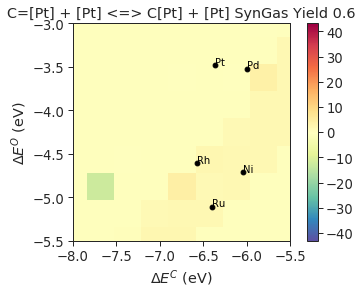 C=[Pt] + [Pt] <=> C[Pt] + [Pt] SynGas Yield 0.6
−3.0
−3.5
−4.0
−4.5
−5.0
−5.5
ΔE^O (eV)
Pt
Pd
Rh
Ni
Ru
−8.0 −7.5 −7.0 −6.5 −6.0 −5.5
ΔE^C (eV)
40
30
20
10
0
−10
−20
−30
−40